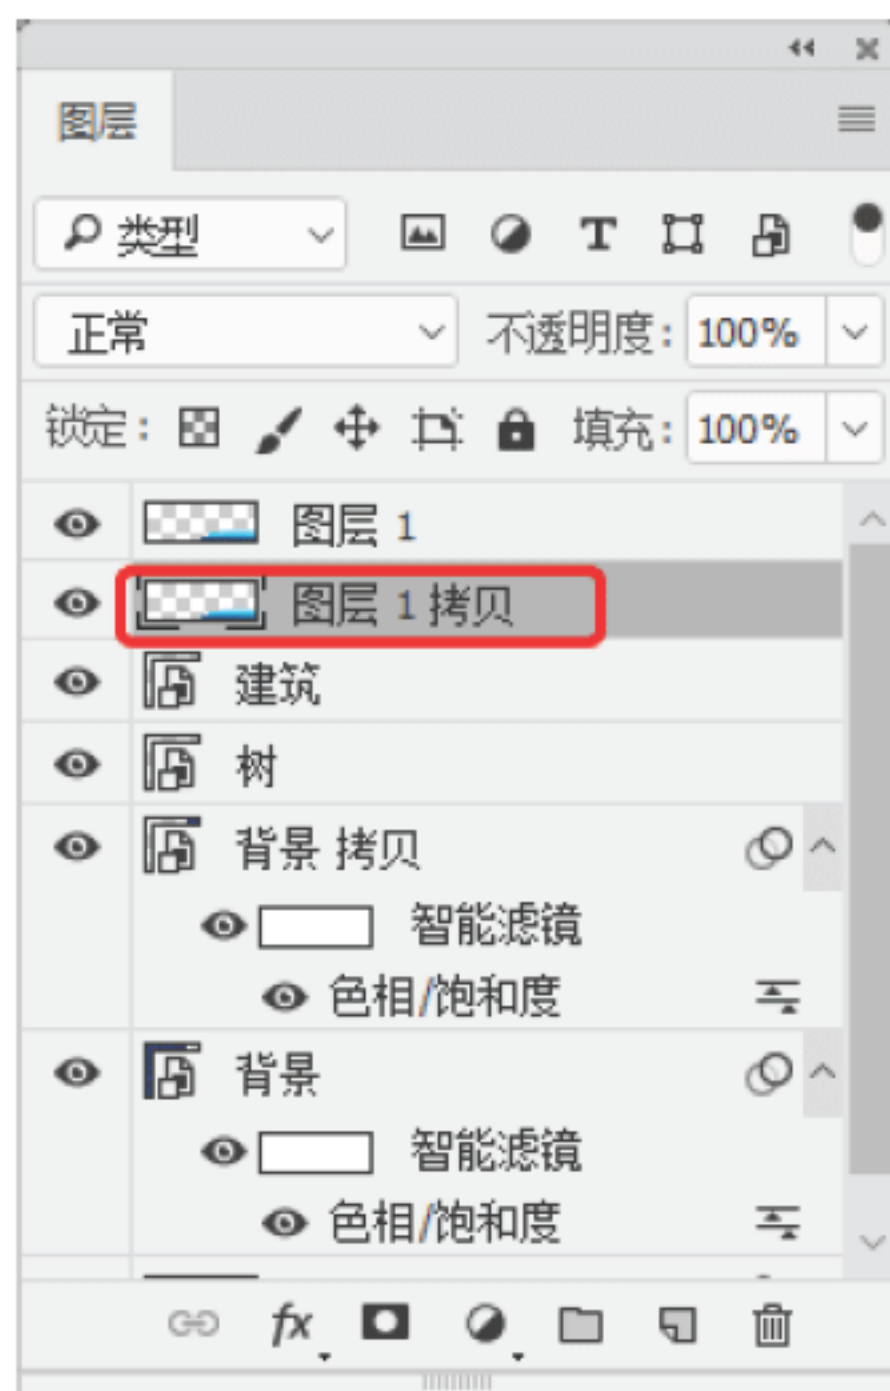 图层
类型
正常 不透明度: 100%
锁定: 填充: 100%
图层 1
图层 1 拷贝
建筑
树
背景 拷贝
智能滤镜
色相/饱和度
背景
智能滤镜
色相/饱和度
fx